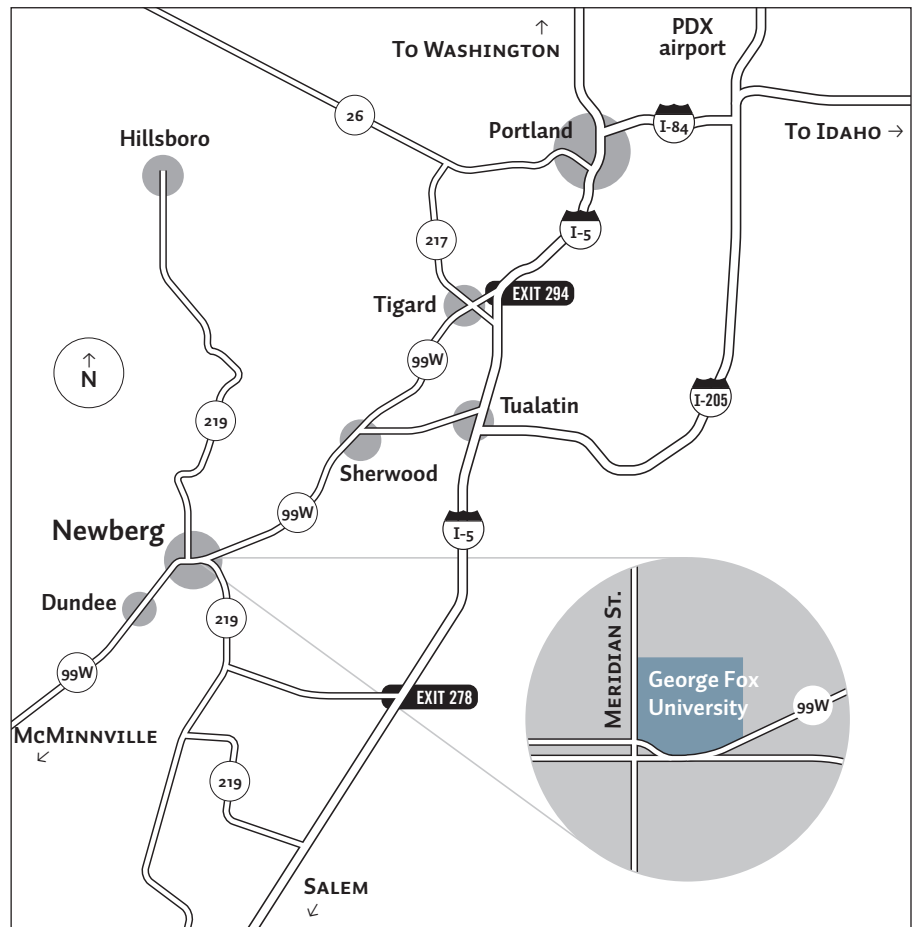 ↑
To Washington
PDX
airport
26
Portland
I-84
To Idaho →
Hillsboro
217
I-5
Tigard
EXIT 294
↑
N
99W
I-205
219
Tualatin
Sherwood
99W
Newberg
I-5
Dundee
219
Meridian St.
George Fox
University
99W
99W
EXIT 278
McMinnville
↙
219
Salem
↙